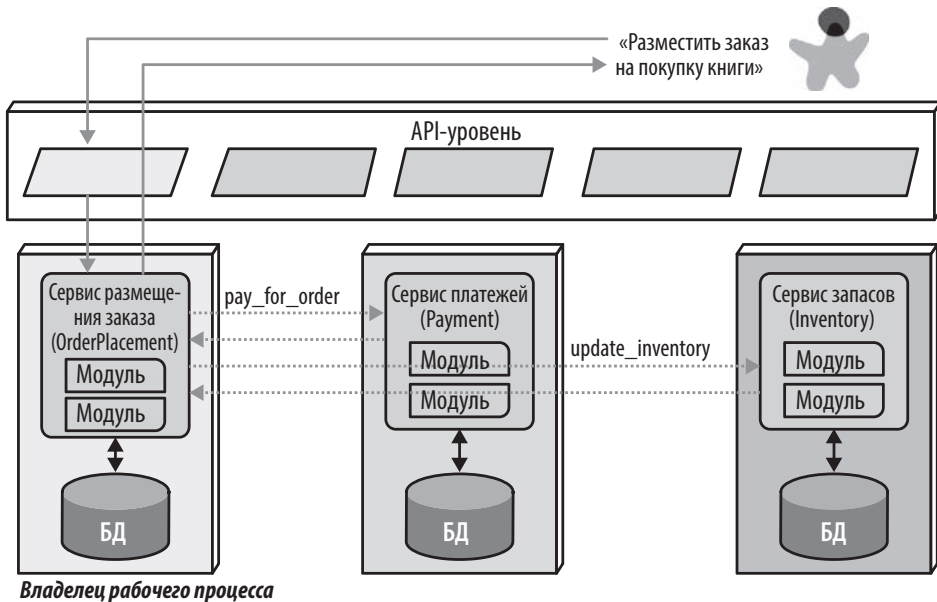 «Разместить заказ
на покупку книги»
API-уровень
Сервис размеще-
ния заказа
(OrderPlacement)
Модуль
Модуль
БД
pay_for_order
Сервис платежей
(Payment)
Модуль
Модуль
БД
update_inventory
Сервис запасов
(Inventory)
Модуль
Модуль
БД
Владелец рабочего процесса